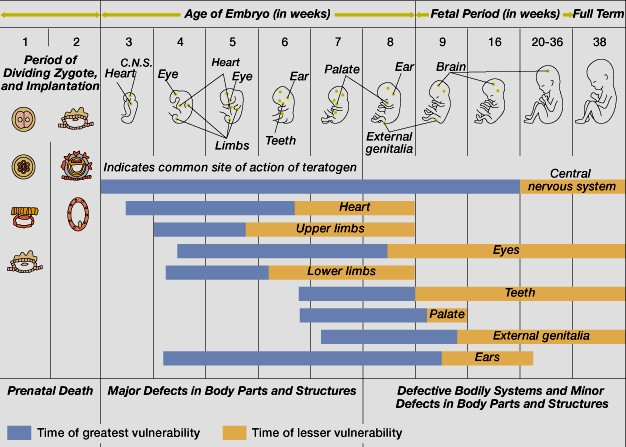 Age of Embryo (in weeks)
Fetal Period (in weeks)
Full Term
1
2
3
4
5
6
7
8
9
16
20-36
38
Period of
Dividing Zygote,
and Implantation
C.N.S.
Heart
Eye
Heart
Eye
Limbs
Ear
Teeth
Palate
Ear
External
genitalia
Brain
Indicates common site of action of teratogen
Central
nervous system
Heart
Upper limbs
Eyes
Lower limbs
Teeth
Palate
External genitalia
Ears
Prenatal Death
Major Defects in Body Parts and Structures
Defective Bodily Systems and Minor
Defects in Body Parts and Structures
Time of greatest vulnerability
Time of lesser vulnerability